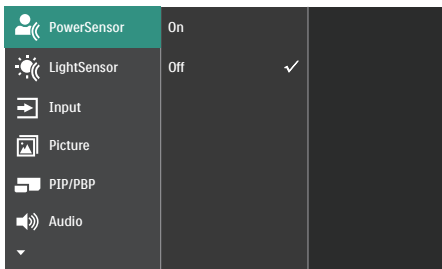 PowerSensor On
LightSensor Off
Input
Picture
PIP/PBP
Audio